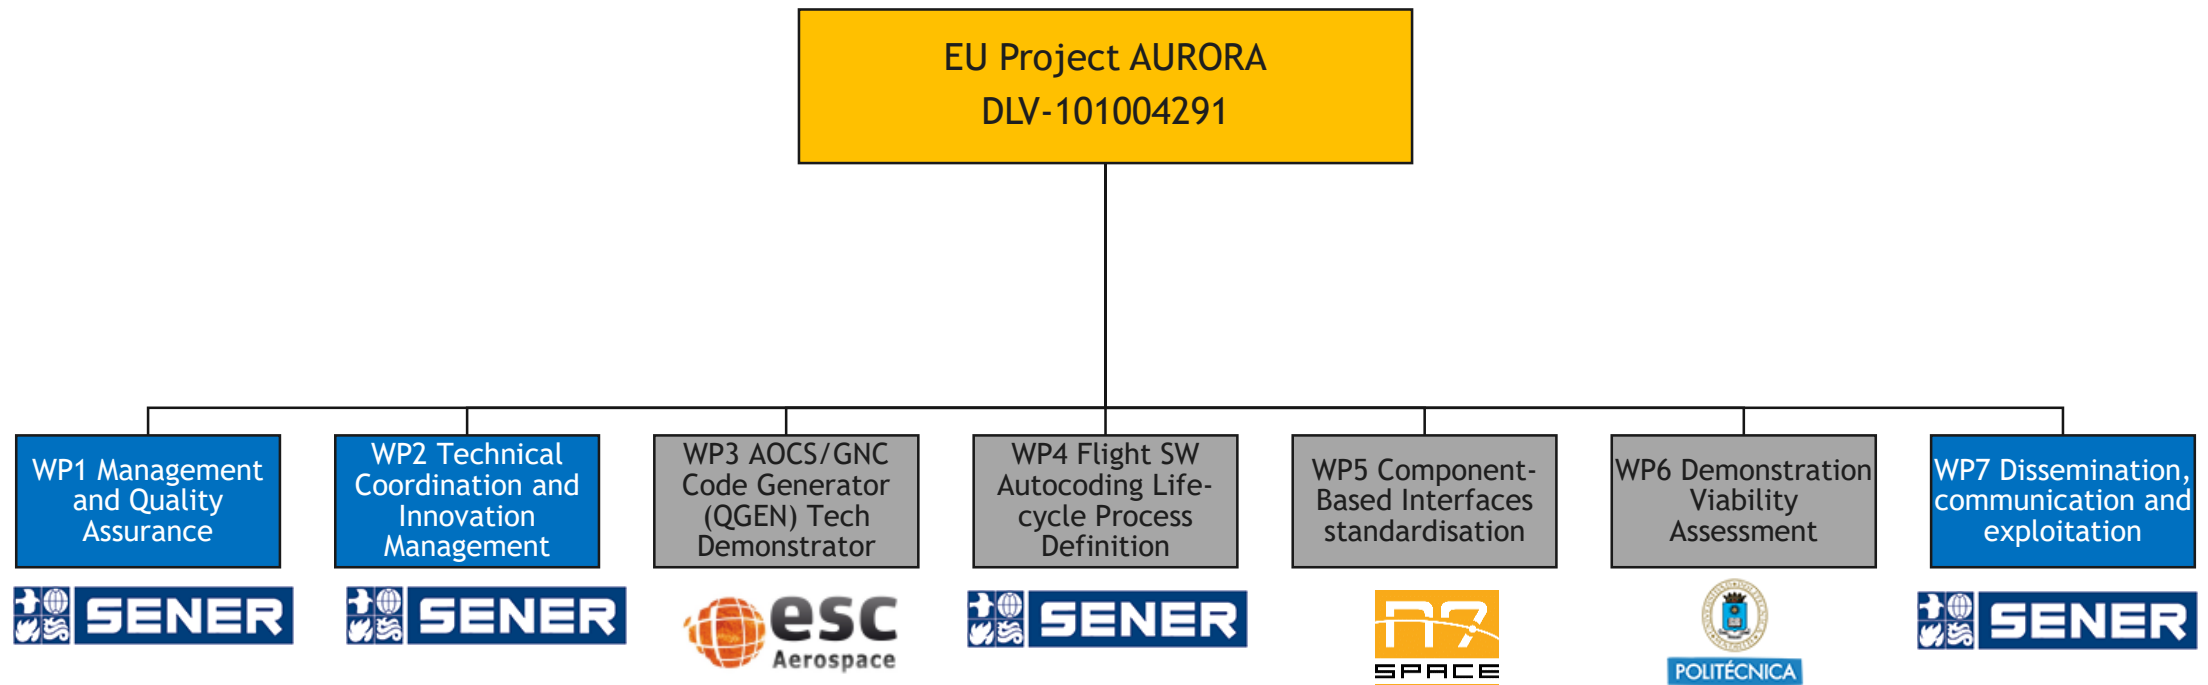 EU Project AURORA
DLV-101004291
WP1 Management
and Quality
Assurance
WP2 Technical
Coordination and
Innovation
Management
WP3 AOCS/GNC
Code Generator
(QGEN) Tech
Demonstrator
WP4 Flight SW
Autocoding Life-
cycle Process
Definition
WP5 Component-
Based Interfaces
standardisation
WP6 Demonstration
Viability
Assessment
WP7 Dissemination,
communication and
exploitation
SENER
SENER
esc
Aerospace
SENER
N7
SPACE
POLITÉCNICA
SENER